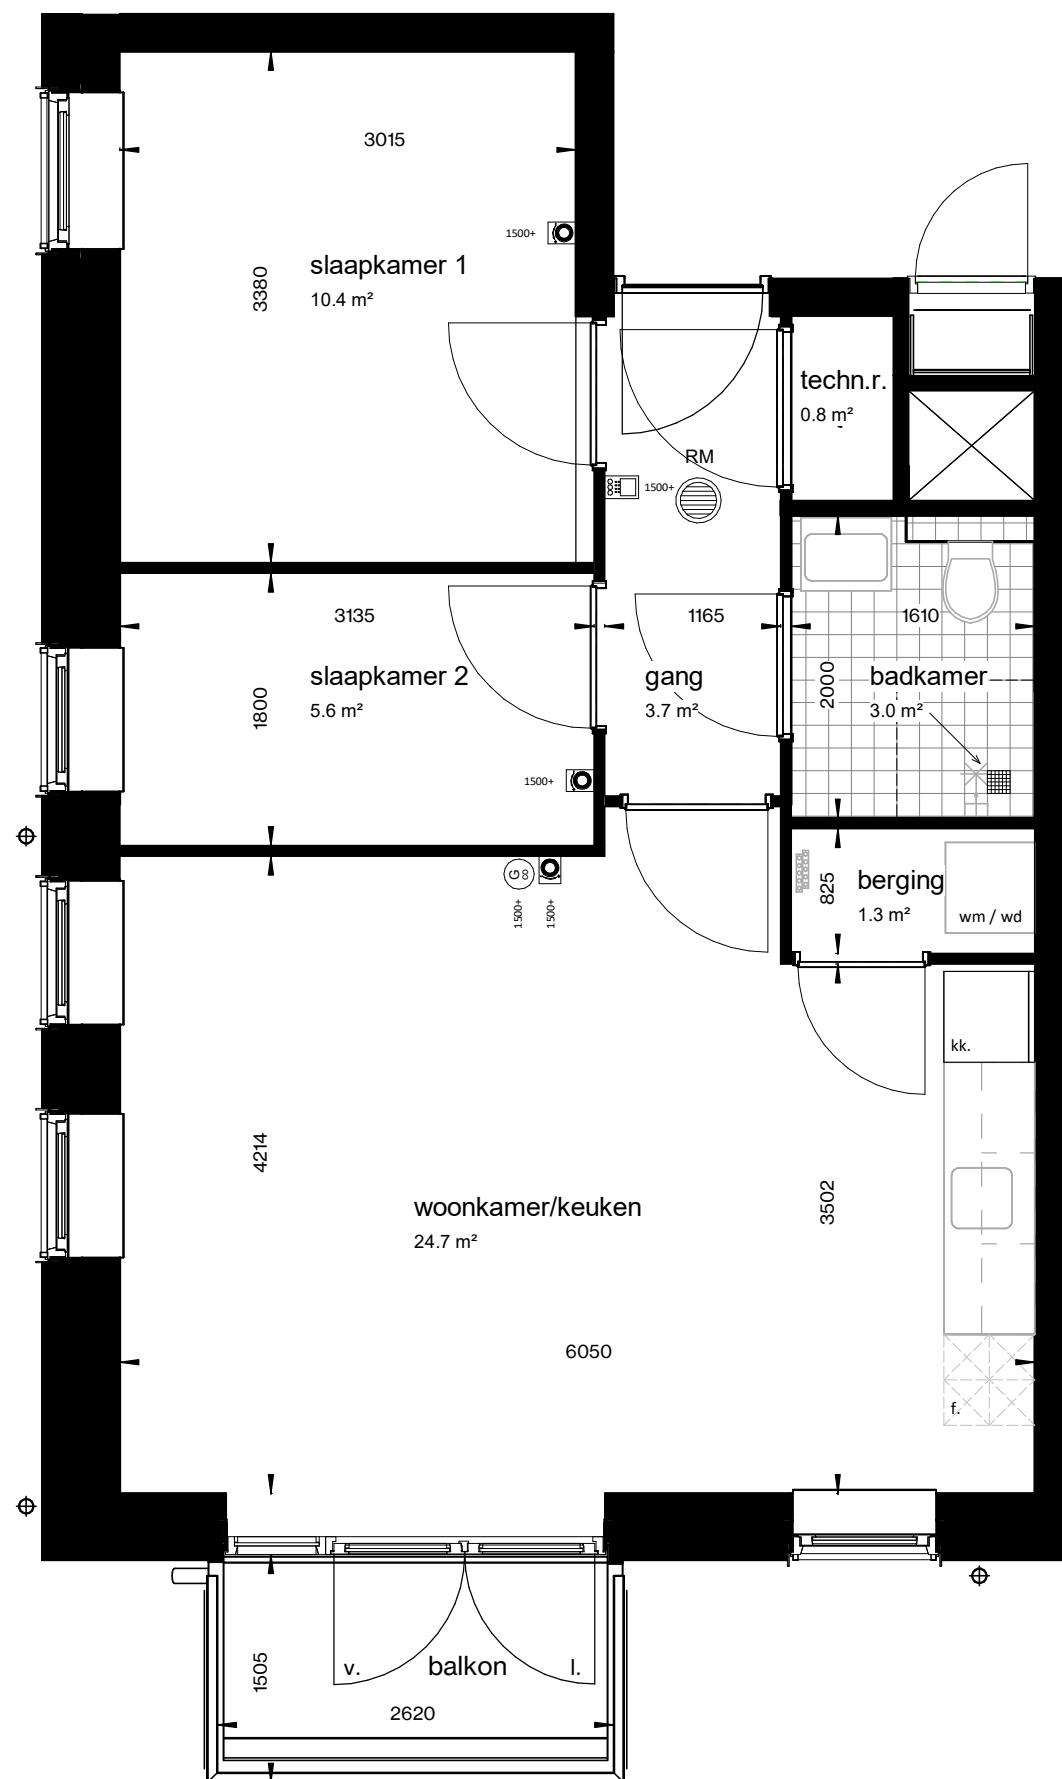 3015
1500+
slaapkamer 1
10.4 m²
3380
techn.r.
0.8 m²
RM
1500+
3135
1165
1610
slaapkamer 2
5.6 m²
1800
gang
3.7 m²
2000
badkamer
3.0 m²
1500+
G
1500+
1500+
825
berging
1.3 m²
wm / wd
kk.
4214
3502
woonkamer/keuken
24.7 m²
6050
f.
v.
balkon
l.
1505
2620